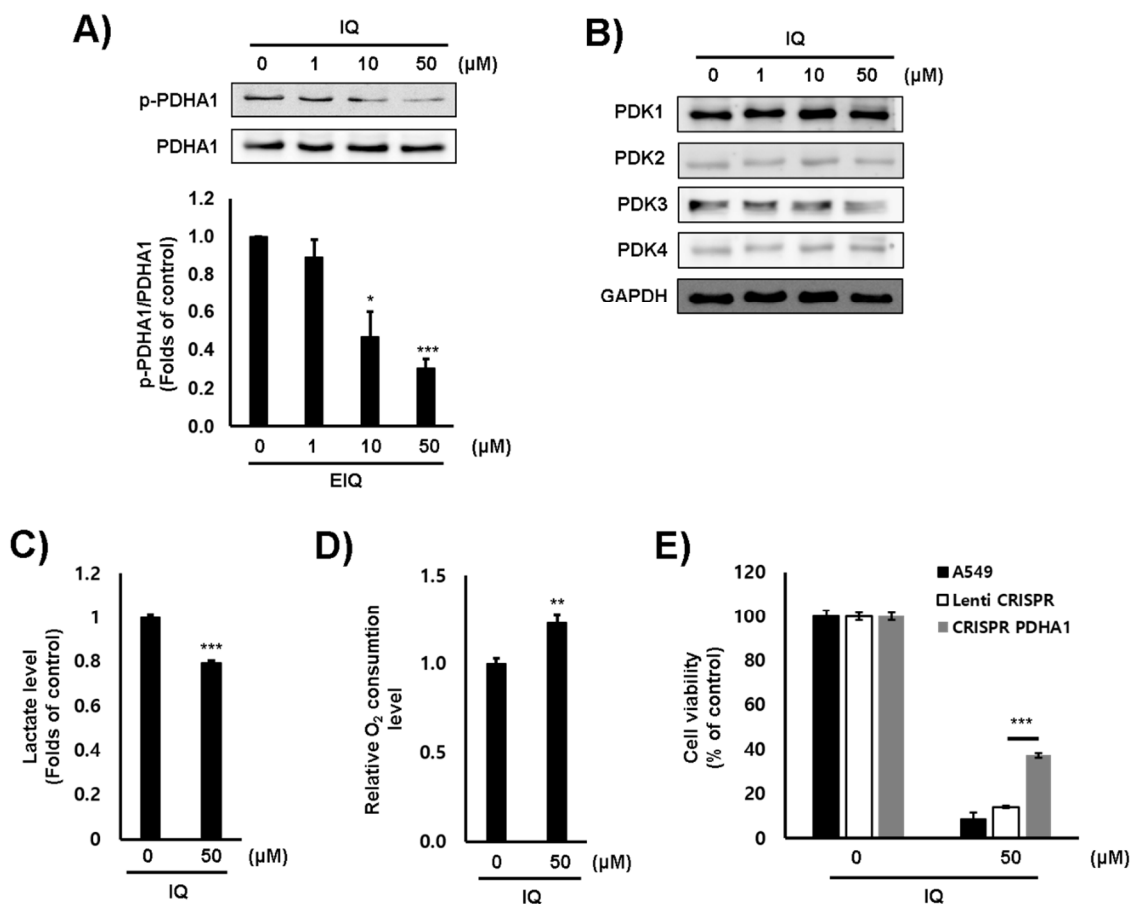 A)
IQ
0 1 10 50 (µM)
p-PDHA1
PDHA1
p-PDHA1/PDHA1
(Folds of control)
1.2
1.0
0.8
0.6
0.4
0.2
0.0
*
***
0 1 10 50 (µM)
EIQ
B)
IQ
0 1 10 50 (µM)
PDK1
PDK2
PDK3
PDK4
GAPDH
C)
Lactate level
(Folds of control)
1.2
1
0.8
0.6
0.4
0.2
0
***
0 50 (µM)
IQ
D)
Relative O₂ consumtion
level
1.5
1.0
0.5
0.0
**
0 50 (µM)
IQ
E)
Cell viability
(% of control)
120
100
80
60
40
20
0
A549
Lenti CRISPR
CRISPR PDHA1
***
0 50 (µM)
IQ